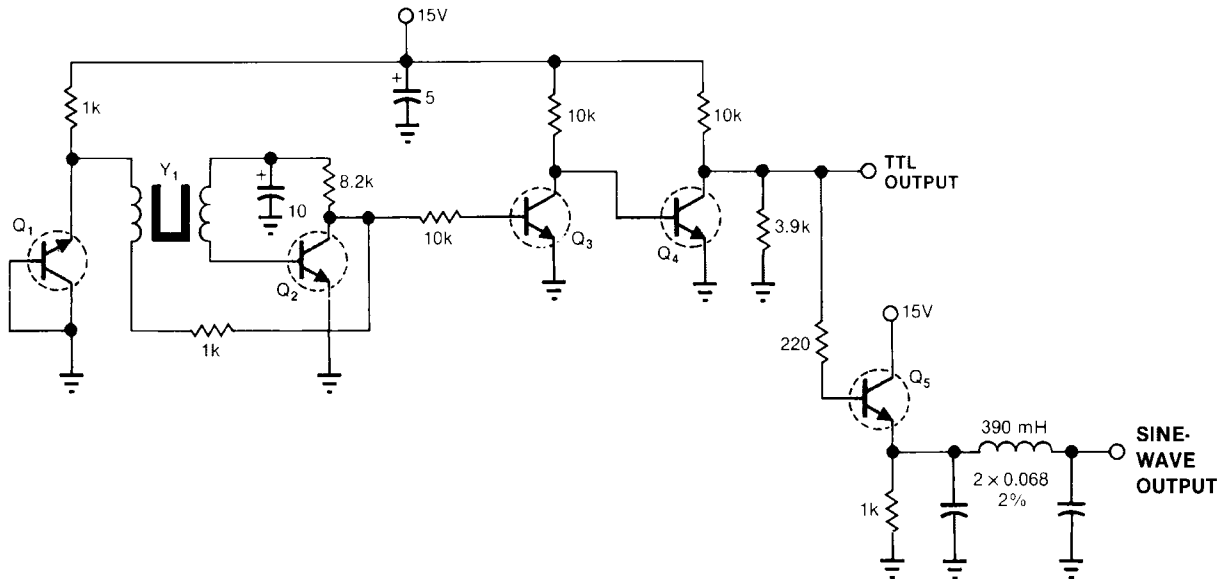 15V
1k
+
5
10k
10k
Y1
+
10
8.2k
TTL
OUTPUT
Q1
10k
Q3
Q4
3.9k
Q2
1k
15V
220
Q5
390 mH
SINE-
WAVE
OUTPUT
2 × 0.068
2%
1k